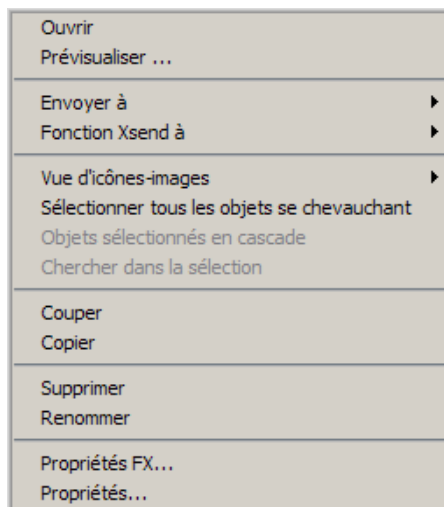 Ouvrir
Prévisualiser ...
Envoyer à
Fonction Xsend à
Vue d'icônes-images
Sélectionner tous les objets se chevauchant
Objets sélectionnés en cascade
Chercher dans la sélection
Couper
Copier
Supprimer
Renommer
Propriétés FX...
Propriétés...